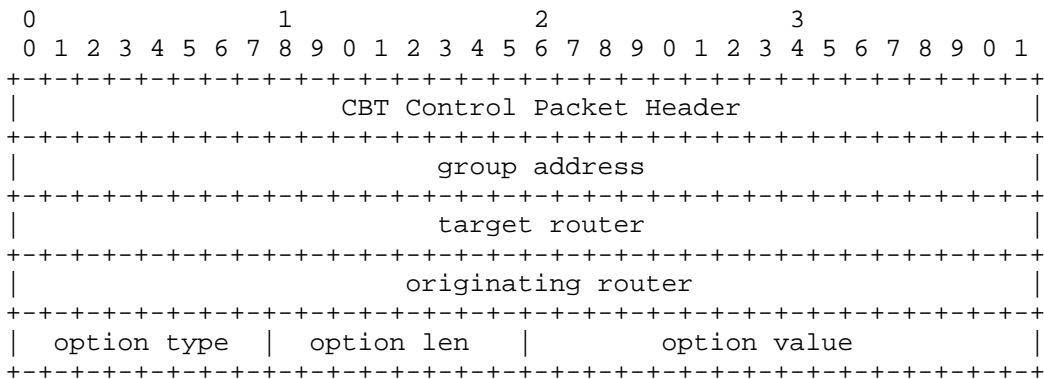 0                   1                   2                   3
 0 1 2 3 4 5 6 7 8 9 0 1 2 3 4 5 6 7 8 9 0 1 2 3 4 5 6 7 8 9 0 1
+-+-+-+-+-+-+-+-+-+-+-+-+-+-+-+-+-+-+-+-+-+-+-+-+-+-+-+-+-+-+-+-+
|                    CBT Control Packet Header                  |
+-+-+-+-+-+-+-+-+-+-+-+-+-+-+-+-+-+-+-+-+-+-+-+-+-+-+-+-+-+-+-+-+
|                          group address                        |
+-+-+-+-+-+-+-+-+-+-+-+-+-+-+-+-+-+-+-+-+-+-+-+-+-+-+-+-+-+-+-+-+
|                          target router                        |
+-+-+-+-+-+-+-+-+-+-+-+-+-+-+-+-+-+-+-+-+-+-+-+-+-+-+-+-+-+-+-+-+
|                        originating router                     |
+-+-+-+-+-+-+-+-+-+-+-+-+-+-+-+-+-+-+-+-+-+-+-+-+-+-+-+-+-+-+-+-+
|  option type  |  option len   |        option value           |
+-+-+-+-+-+-+-+-+-+-+-+-+-+-+-+-+-+-+-+-+-+-+-+-+-+-+-+-+-+-+-+-+